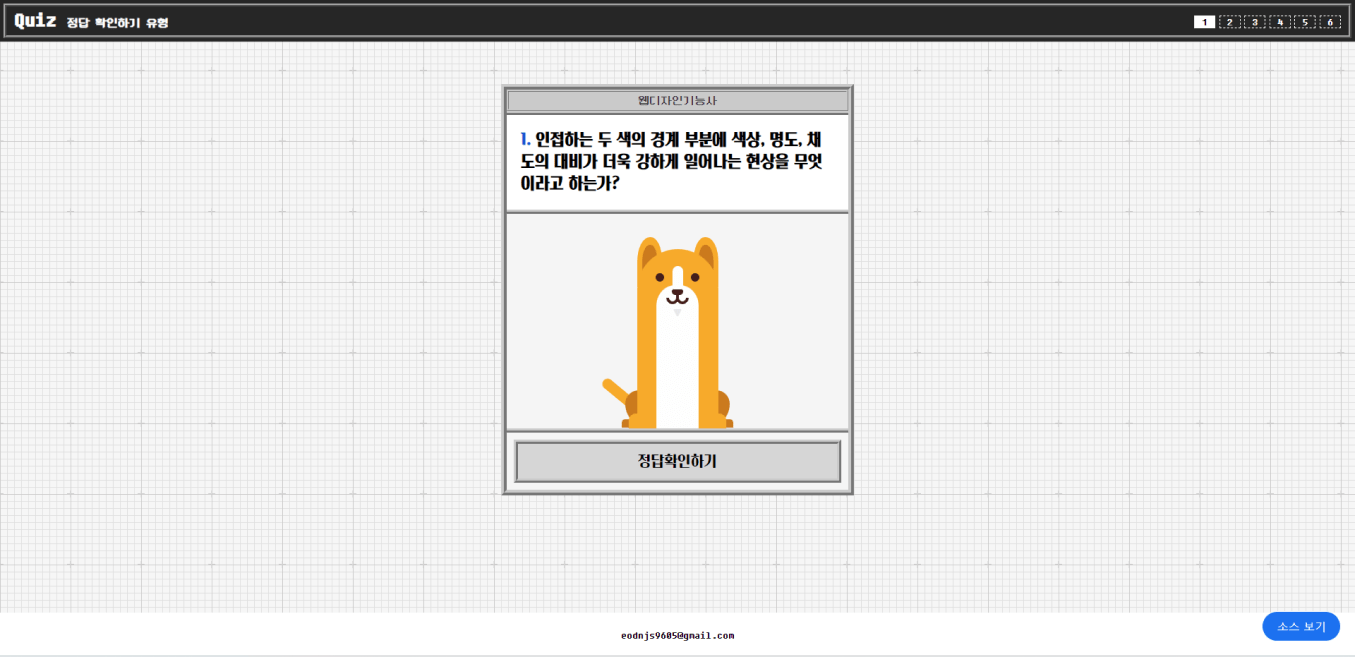 Quiz 정답 확인하기 유형
1 2 3 4 5 6
웹디자인기능사
1. 인접하는 두 색의 경계 부분에 색상, 명도, 채
도의 대비가 더욱 강하게 일어나는 현상을 무엇
이라고 하는가?
정답확인하기
eodnjs9605@gmail.com
소스 보기